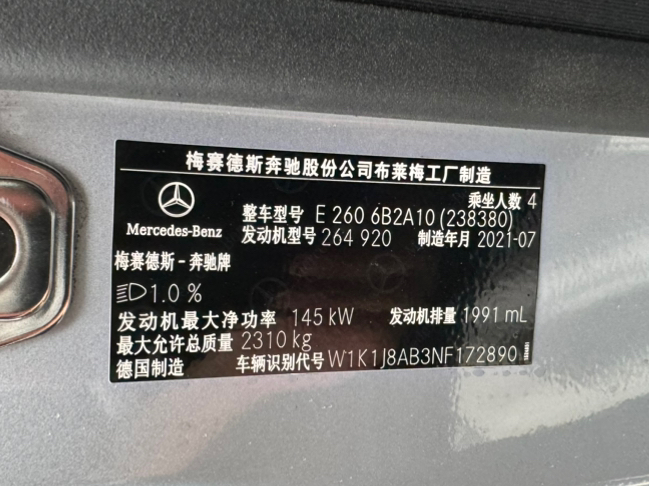 梅赛德斯奔驰股份公司布莱梅工厂制造
乘坐人数 4
整车型号 E 260 6B2A10 (238380)
Mercedes-Benz
发动机型号 264 920 制造年月 2021-07
梅赛德斯-奔驰牌
1.0 %
发动机最大净功率 145 kW 发动机排量 1991 mL
最大允许总质量 2310 kg
德国制造 车辆识别代号 W1K1J8AB3NF172890